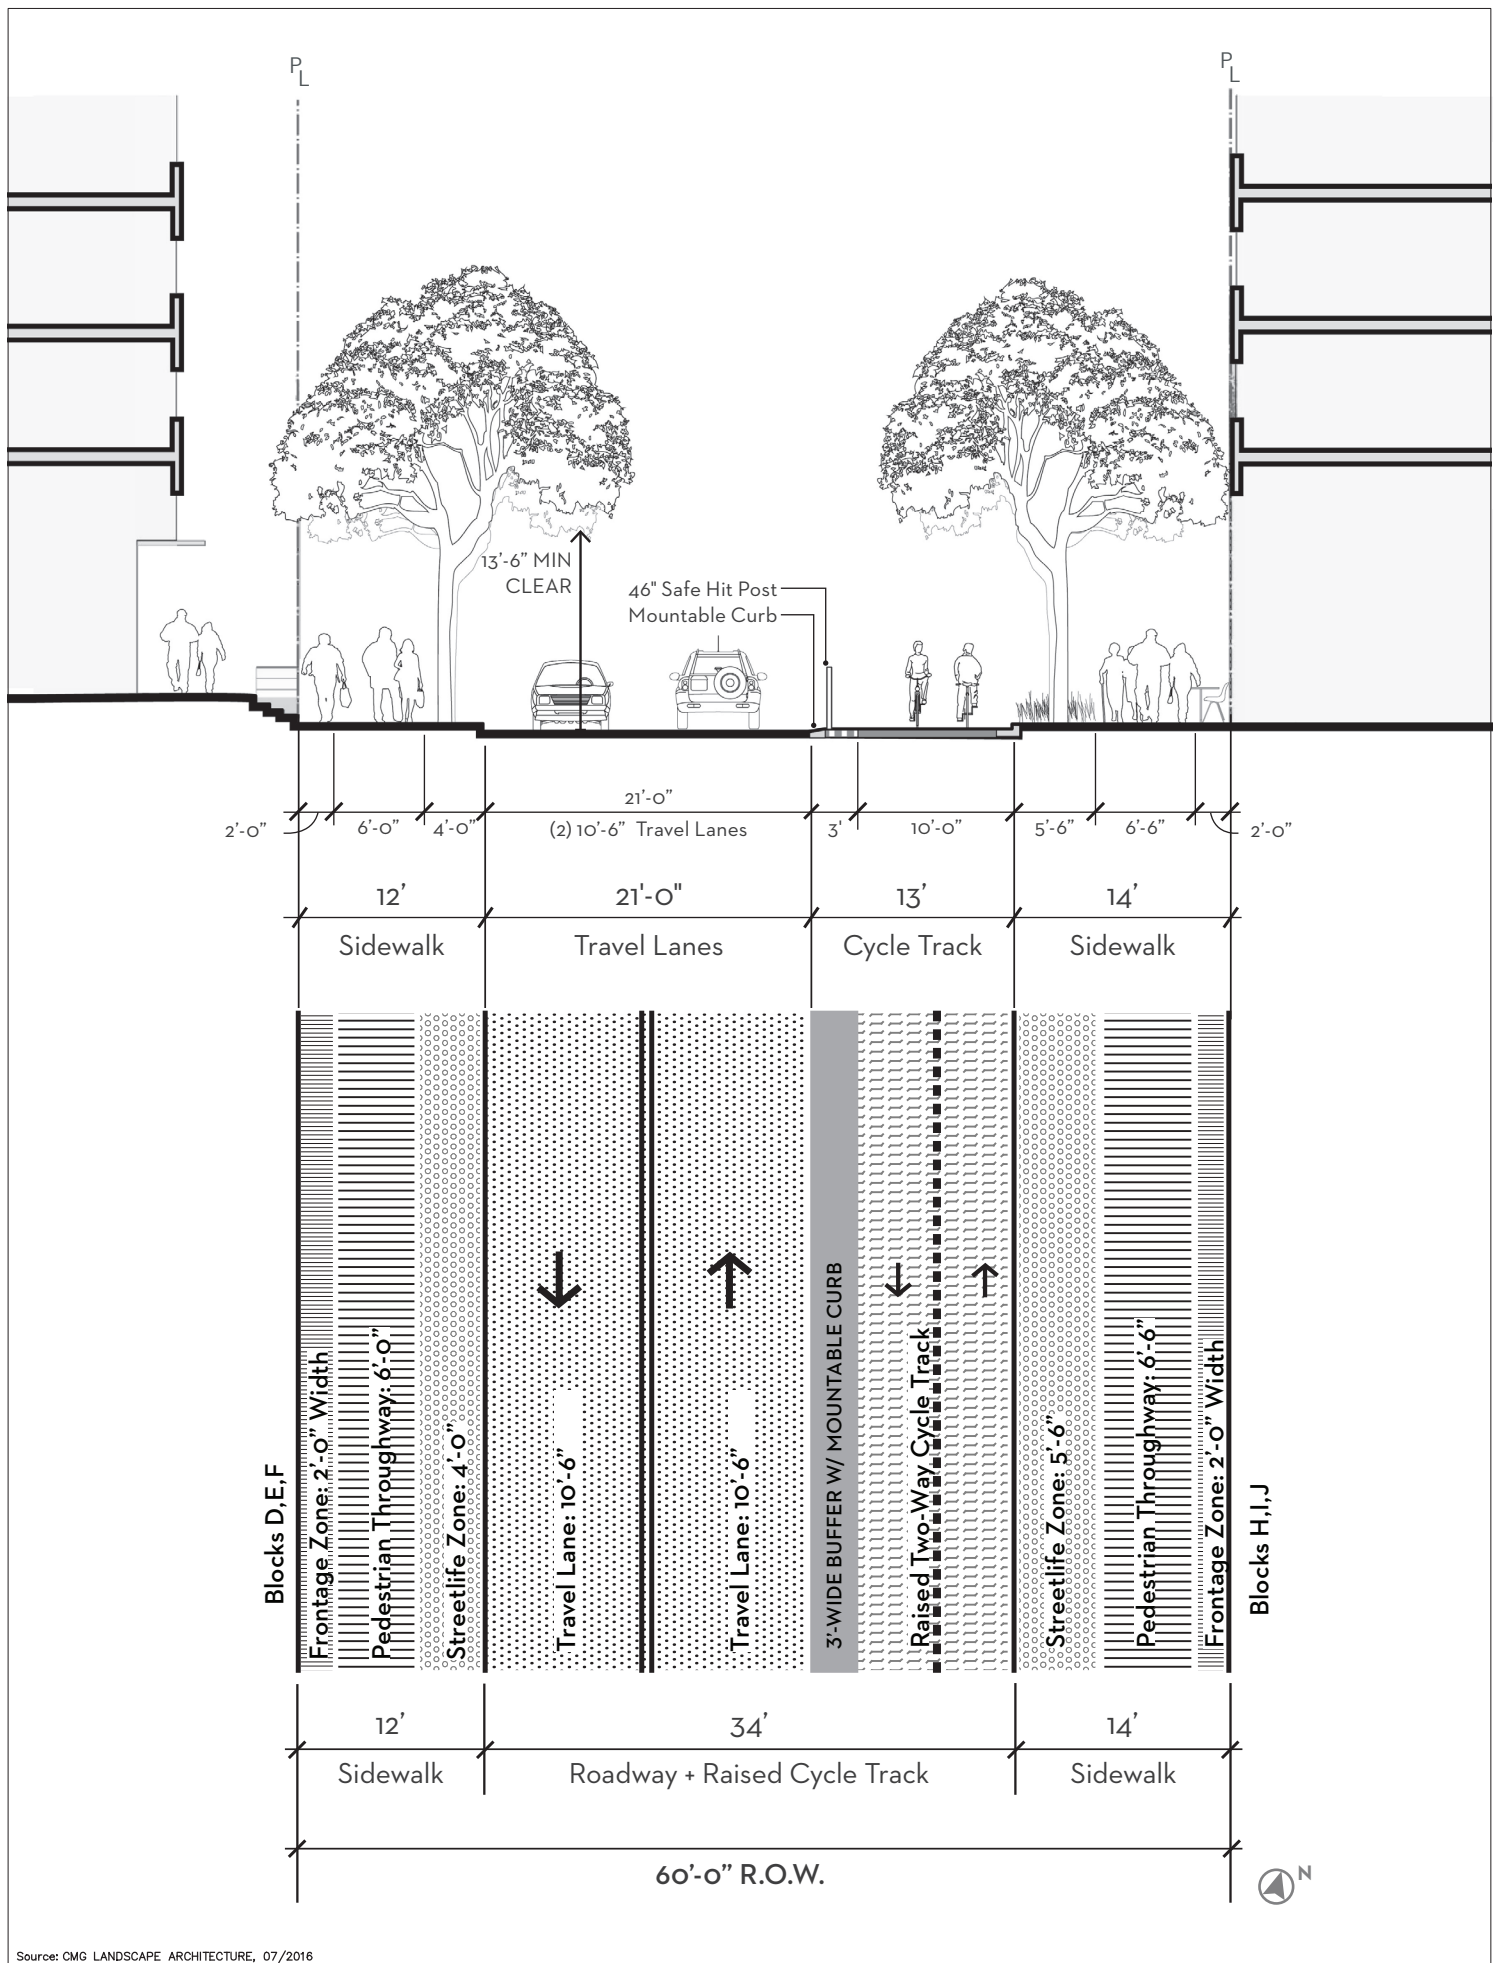 PL
PL
13'-6” MIN
CLEAR
46" Safe Hit Post
Mountable Curb
21'-0”
2'-0”
6'-0”
4'-0”
(2) 10'-6” Travel Lanes
3'
10'-0”
5'-6”
6'-6”
2'-0”
12’
21'-0"
13’
14’
Sidewalk
Travel Lanes
Cycle Track
Sidewalk
Blocks D,E,F
Frontage Zone: 2’-0” Width
Pedestrian Throughway: 6’-0”
Streetlife Zone: 4’-0”
Travel Lane: 10’-6”
Travel Lane: 10’-6”
3’-WIDE BUFFER W/ MOUNTABLE CURB
Raised Two-Way Cycle Track
Streetlife Zone: 5’-6”
Pedestrian Throughway: 6’-6”
Frontage Zone: 2’-0” Width
Blocks H,I,J
12’
34’
14’
Sidewalk
Roadway + Raised Cycle Track
Sidewalk
60’-0” R.O.W.
N
Source: CMG LANDSCAPE ARCHITECTURE, 07/2016